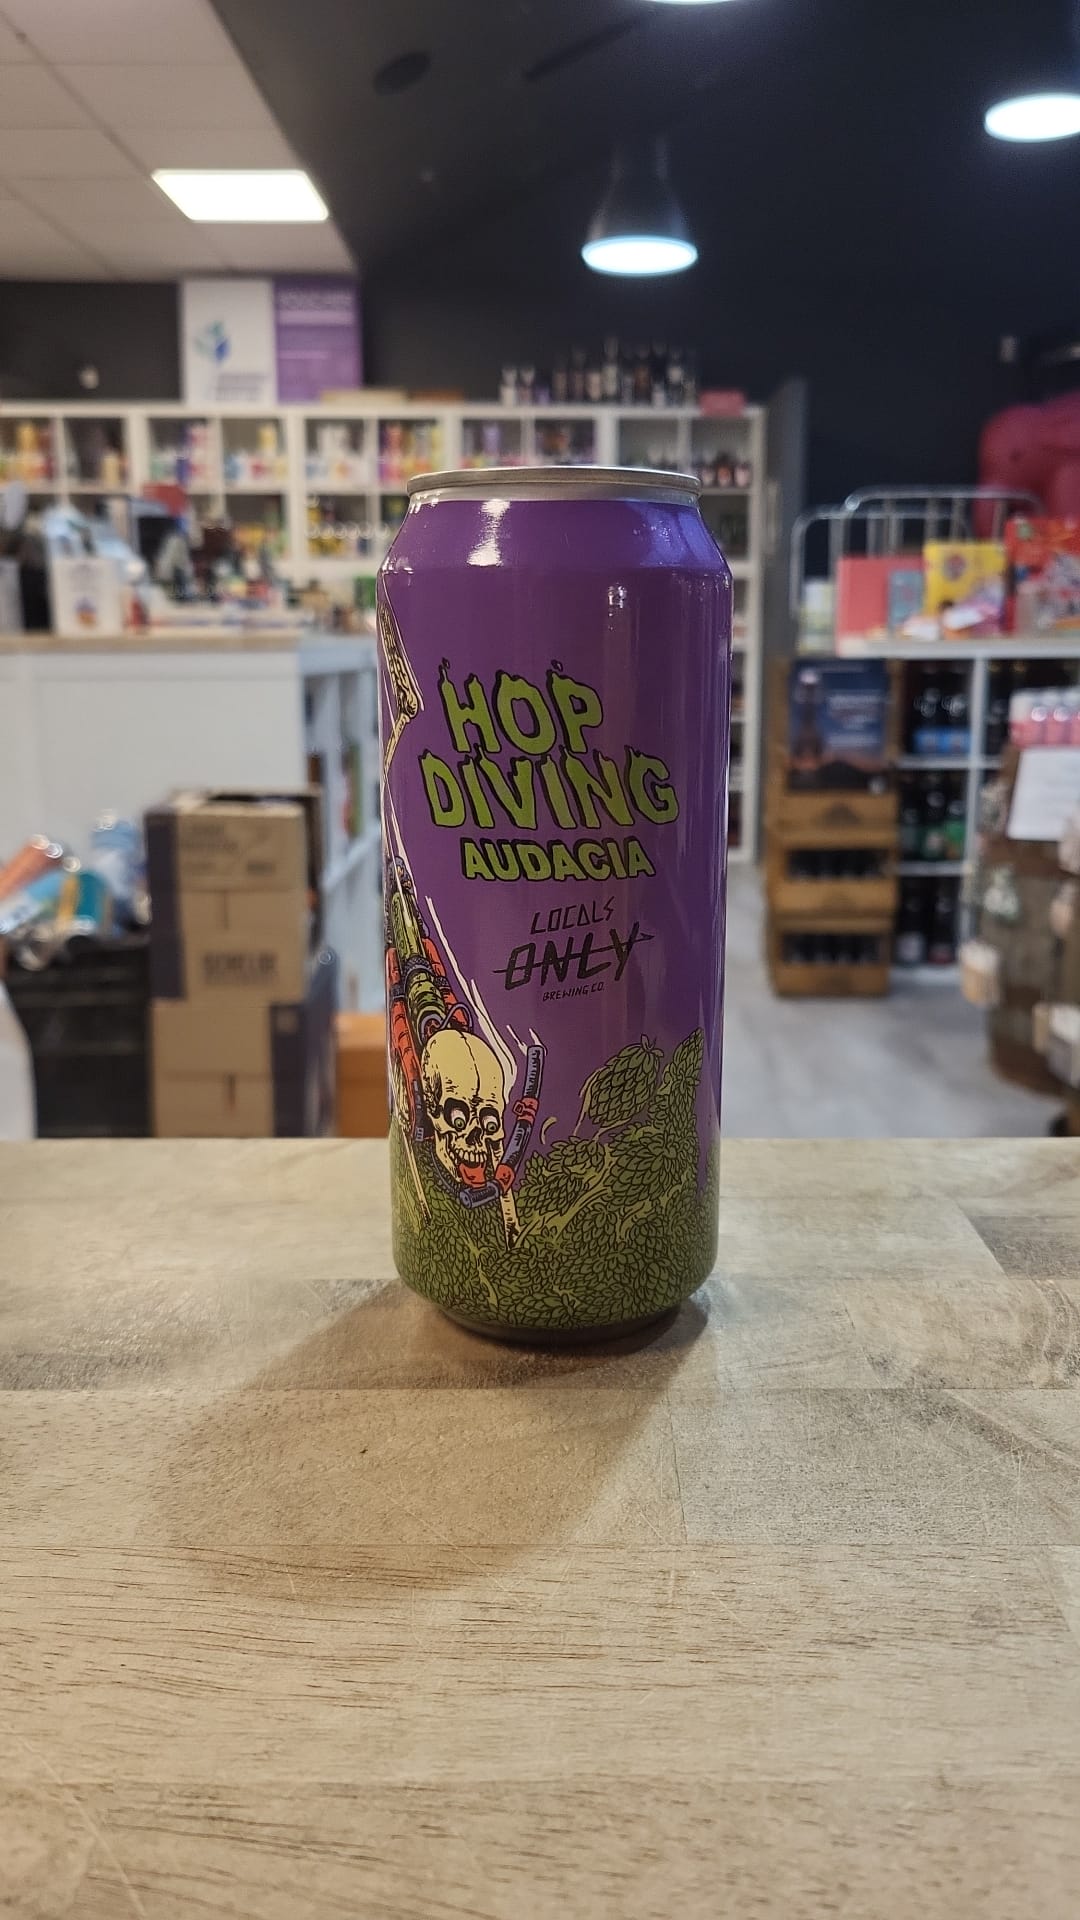 HOP
DIVING
AUDACIA
LOCALS
ONLY
BREWING CO.